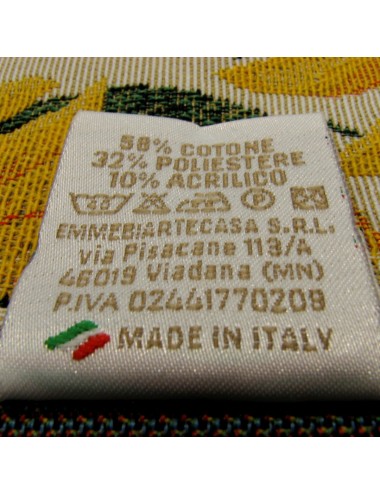 58% COTONE
32% POLIESTERE
10% ACRILICO
P
EMMEBIARTECASA S.R.L.
via Pisacane 113/A
46019 Viadana (MN)
P.IVA 02441770209
MADE IN ITALY